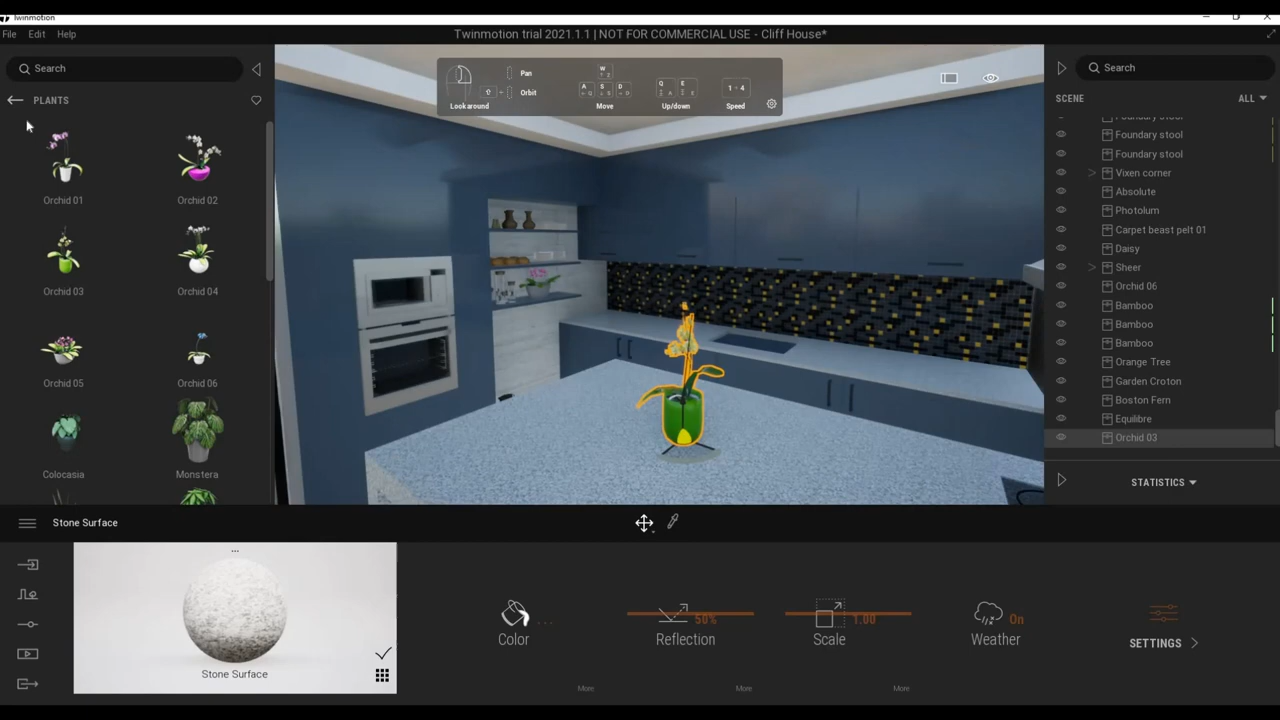 Twinmotion
File Edit Help
Twinmotion trial 2021.1.1 | NOT FOR COMMERCIAL USE - Cliff House*
Search
PLANTS
Orchid 01
Orchid 02
Orchid 03
Orchid 04
Orchid 05
Orchid 06
Colocasia
Monstera
Pan
Orbit
Look around
W
Z
A
Q
S
S
D
D
Move
Q
A
E
E
Up/down
1 - 4
Speed
Search
SCENE
ALL
Foundary stool
Foundary stool
Foundary stool
Vixen corner
Absolute
Photolum
Carpet beast pelt 01
Daisy
Sheer
Orchid 06
Bamboo
Bamboo
Bamboo
Orange Tree
Garden Croton
Boston Fern
Equilibre
Orchid 03
STATISTICS
Stone Surface
...
Stone Surface
Color ...
Reflection 50%
Scale 1.00
Weather On
SETTINGS
More
More
More